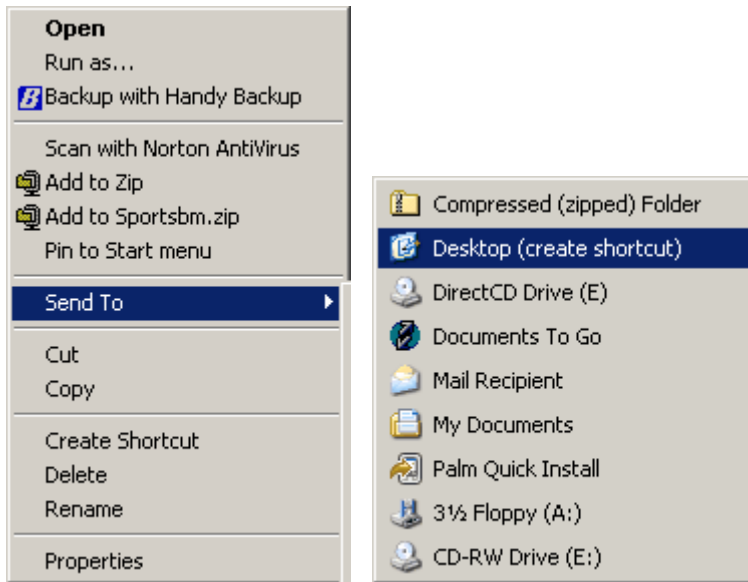 Open
Run as...
Backup with Handy Backup
Scan with Norton AntiVirus
Add to Zip
Add to Sportsbm.zip
Pin to Start menu
Send To
Cut
Copy
Create Shortcut
Delete
Rename
Properties
Compressed (zipped) Folder
Desktop (create shortcut)
DirectCD Drive (E)
Documents To Go
Mail Recipient
My Documents
Palm Quick Install
3½ Floppy (A:)
CD-RW Drive (E:)